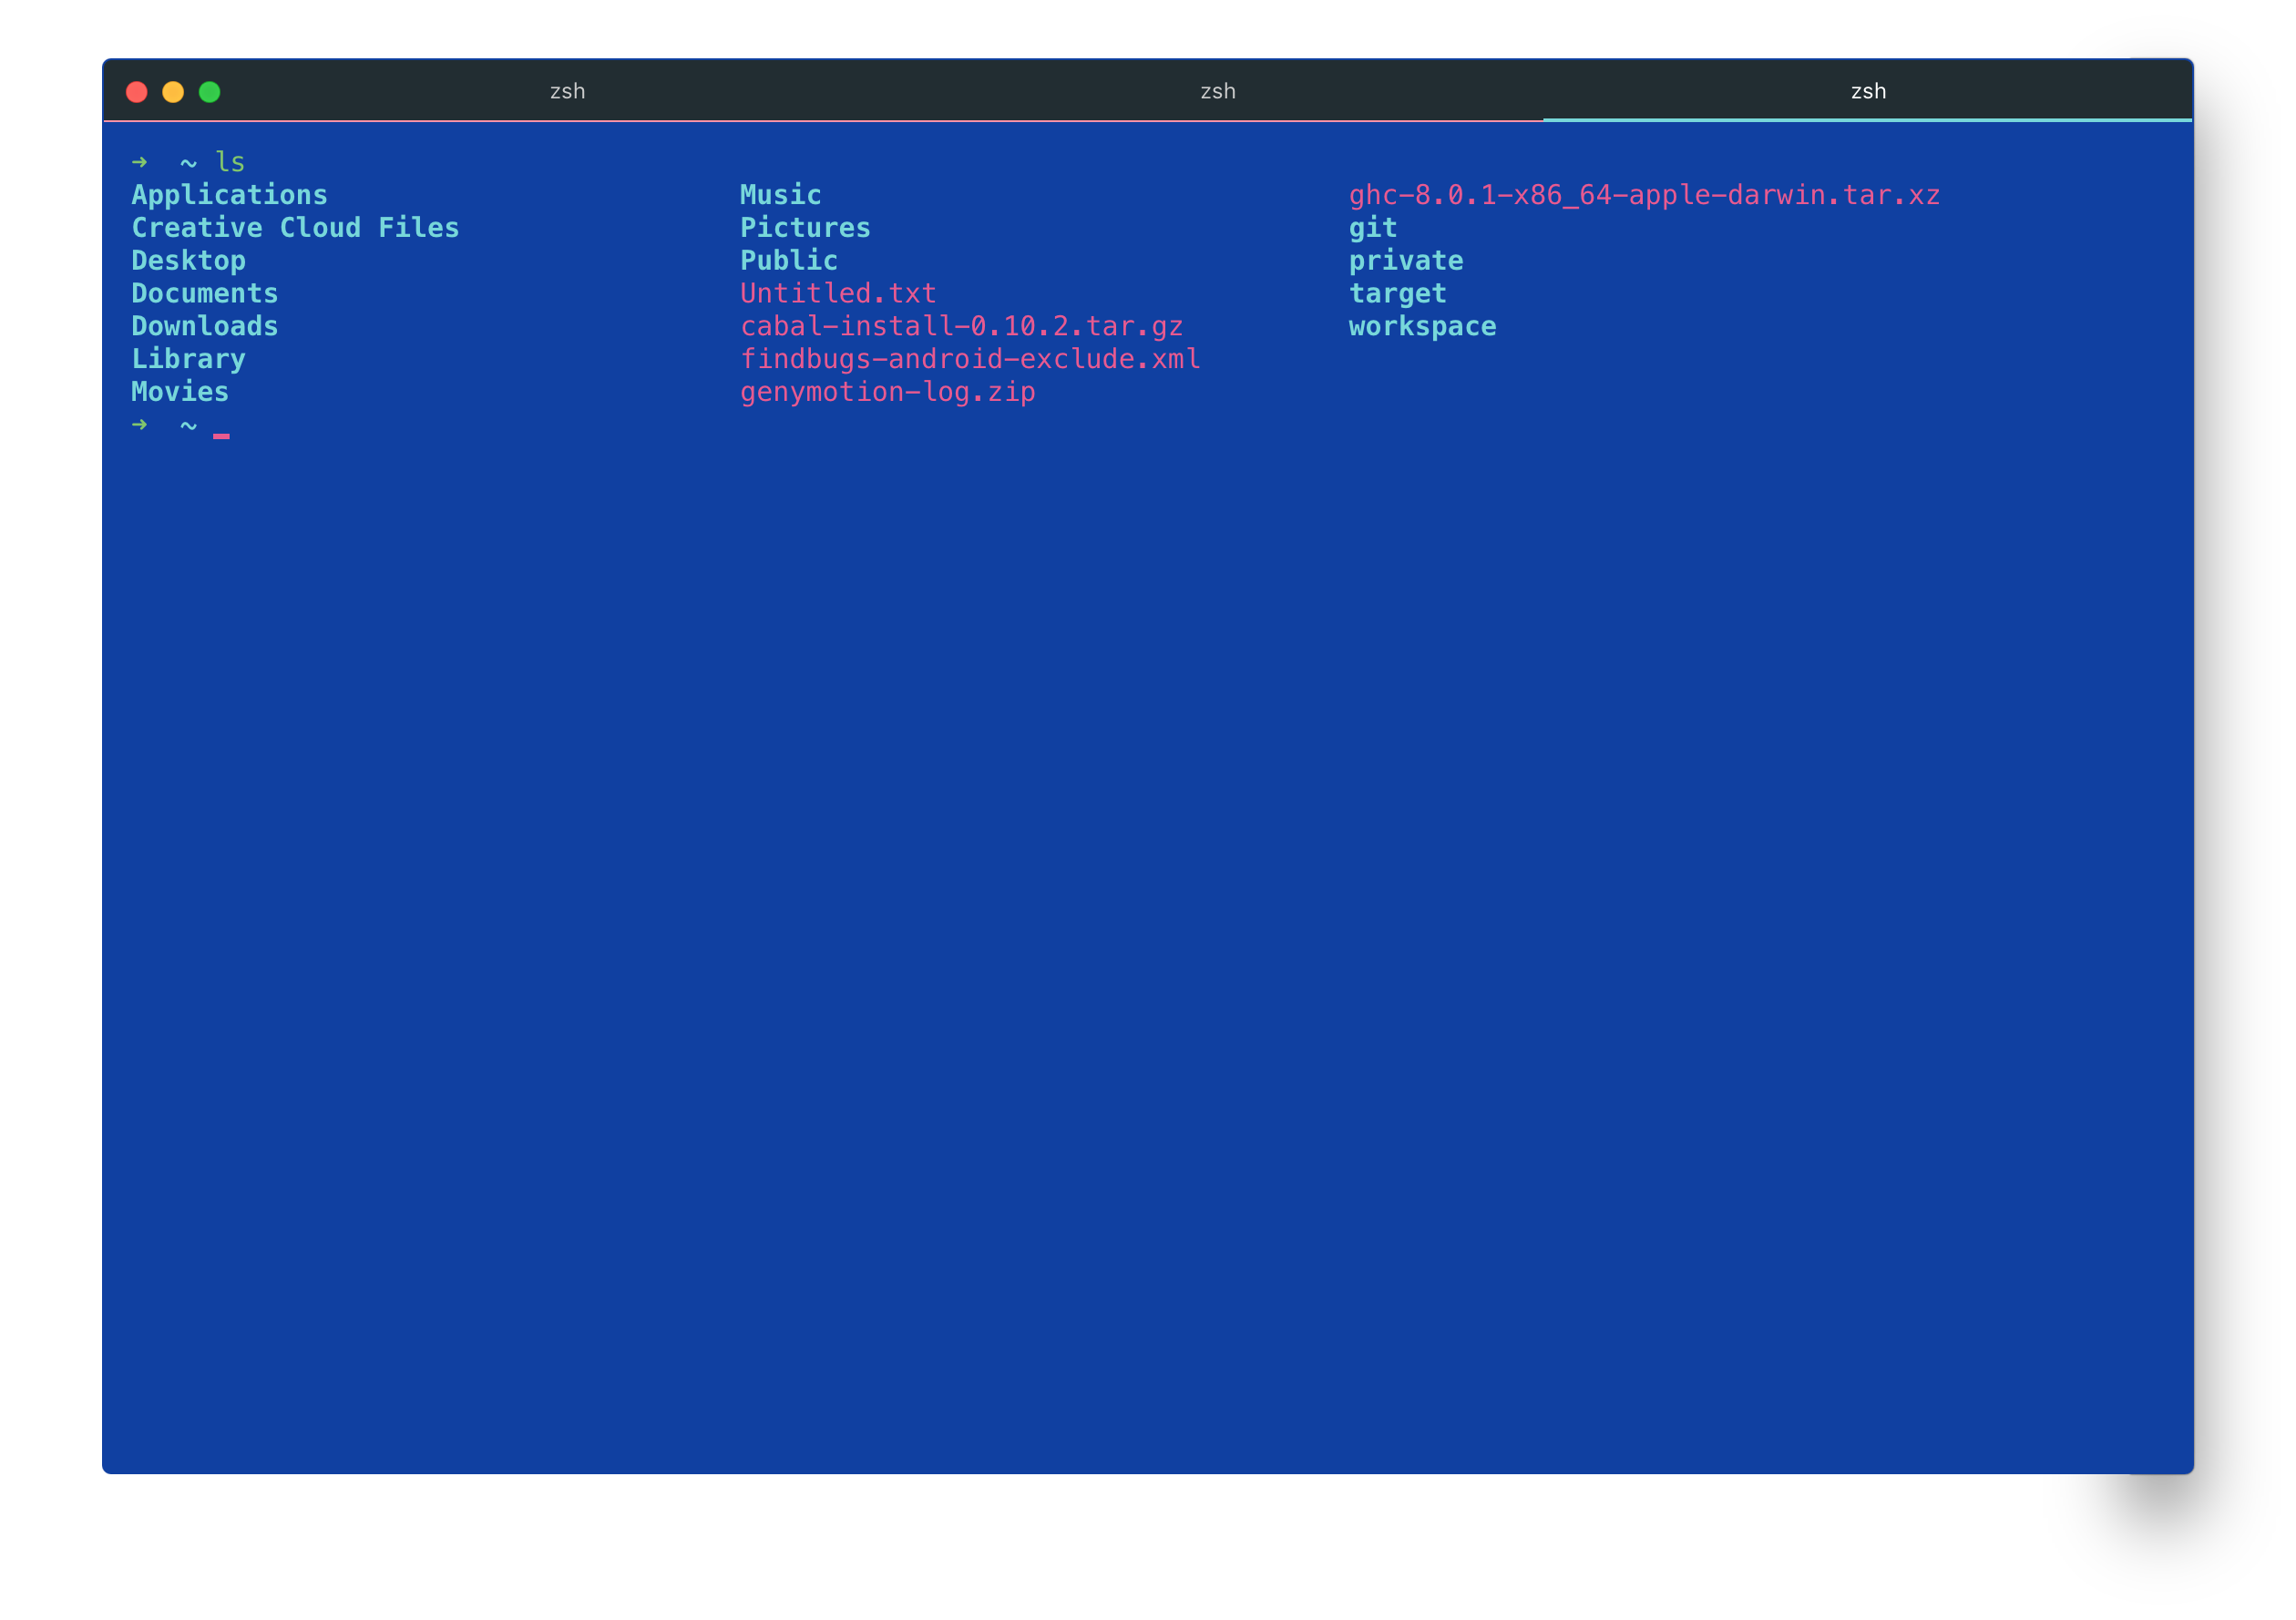 zsh zsh zsh
➜  ~ ls
Applications Music ghc-8.0.1-x86_64-apple-darwin.tar.xz
Creative Cloud Files Pictures git
Desktop Public private
Documents Untitled.txt target
Downloads cabal-install-0.10.2.tar.gz workspace
Library findbugs-android-exclude.xml
Movies genymotion-log.zip
➜  ~